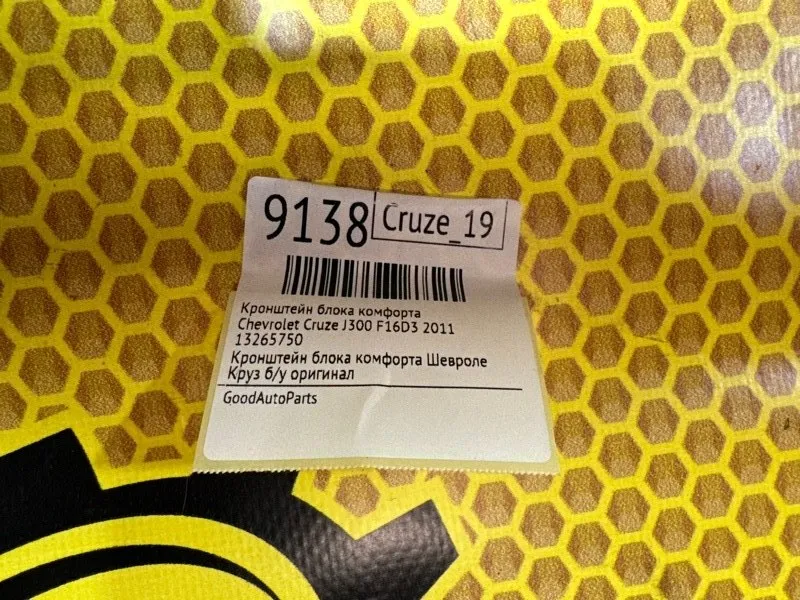 9138 Cruze_19
Кронштейн блока комфорта
Chevrolet Cruze J300 F16D3 2011
13265750
Кронштейн блока комфорта Шевроле
Круз б/у оригинал
GoodAutoParts